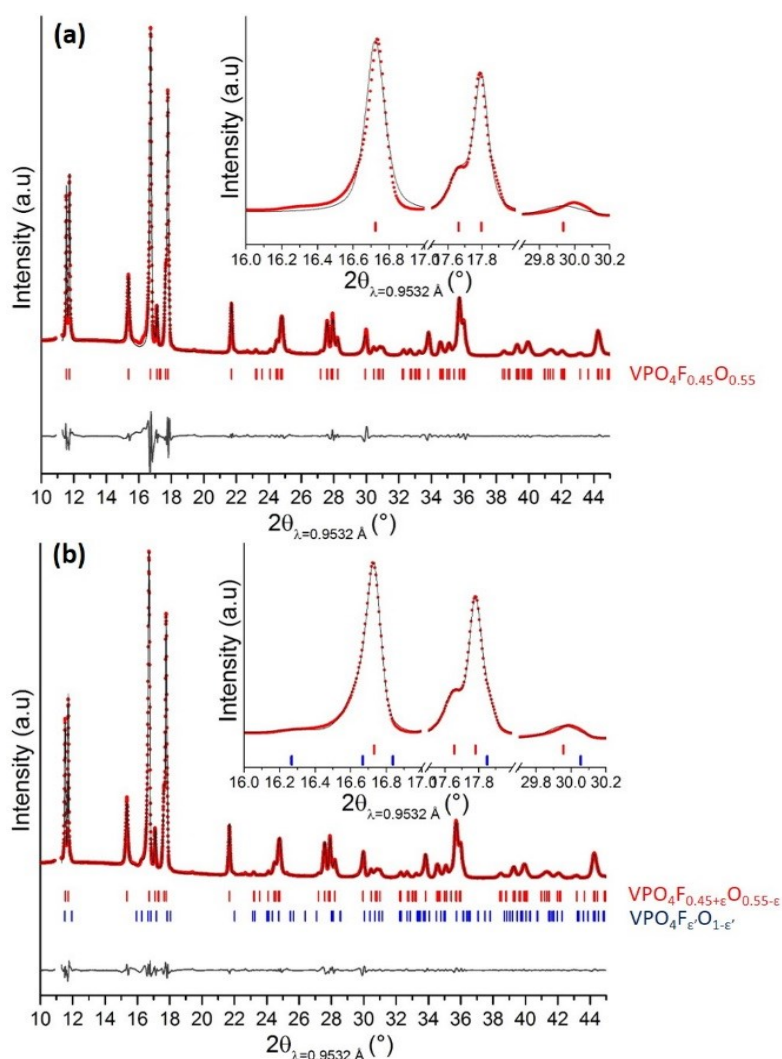 (a)
Intensity (a.u)
Intensity (a.u)
16.0 16.2 16.4 16.6 16.8 17.0 17.6 17.8 29.8 30.0 30.2
2θλ=0.9532 Å (°)
VPO4F0.45O0.55
10 12 14 16 18 20 22 24 26 28 30 32 34 36 38 40 42 44
2θλ=0.9532 Å (°)
(b)
Intensity (a.u)
Intensity (a.u)
16.0 16.2 16.4 16.6 16.8 17.0 17.6 17.8 29.8 30.0 30.2
2θλ=0.9532 Å (°)
VPO4F0.45+εO0.55-ε
VPO4Fε'O1-ε'
10 12 14 16 18 20 22 24 26 28 30 32 34 36 38 40 42 44
2θλ=0.9532 Å (°)